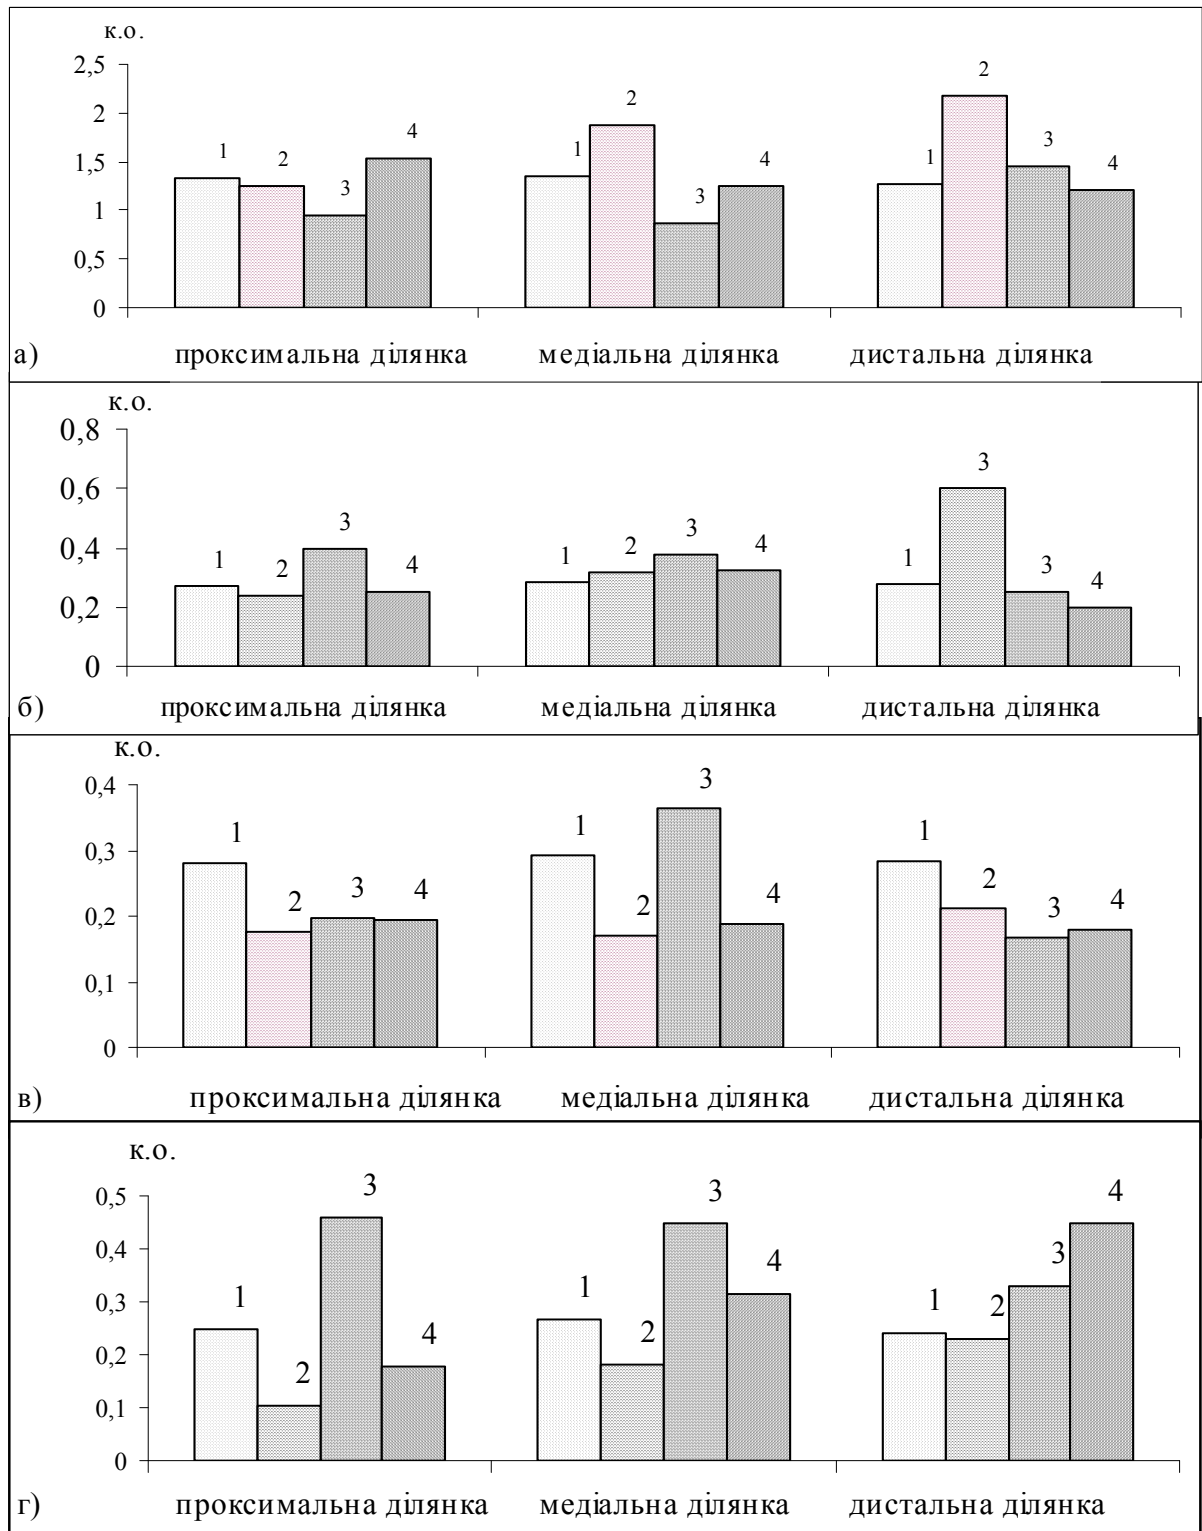 к.о.
2,5
2
1,5
1
0,5
0
1 2 3 4
1 2 3 4
1 2 3 4
а) проксимальна ділянка медіальна ділянка дистальна ділянка
к.о.
0,8
0,6
0,4
0,2
0
1 2 3 4
1 2 3 4
1 3 3 4
б) проксимальна ділянка медіальна ділянка дистальна ділянка
к.о.
0,4
0,3
0,2
0,1
0
1 2 3 4
1 2 3 4
1 2 3 4
в) проксимальна ділянка медіальна ділянка дистальна ділянка
к.о.
0,5
0,4
0,3
0,2
0,1
0
1 2 3 4
1 2 3 4
1 2 3 4
г) проксимальна ділянка медіальна ділянка дистальна ділянка